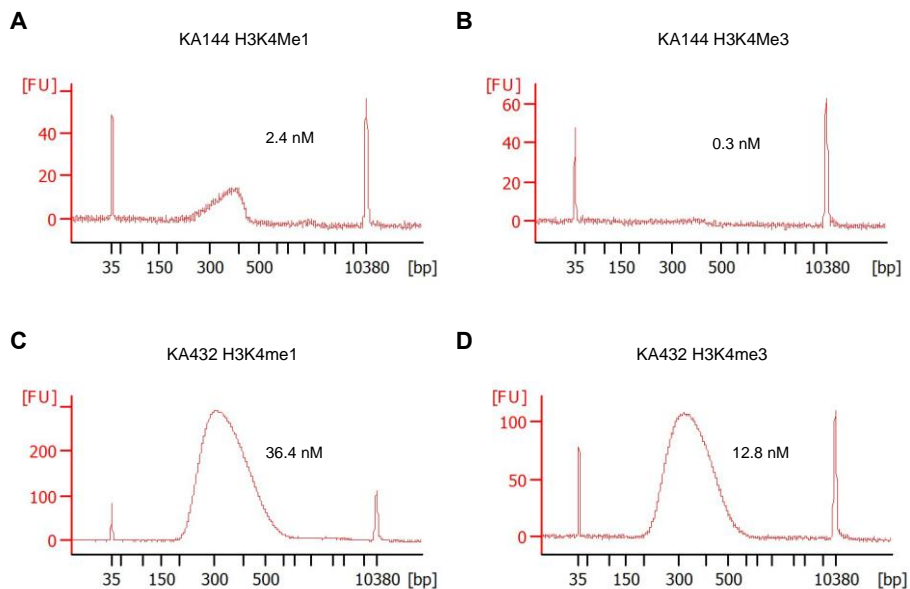 A
KA144 H3K4Me1
[FU]
40
20
0
2.4 nM
35 150 300 500 10380 [bp]
B
KA144 H3K4Me3
[FU]
60
40
20
0
0.3 nM
35 150 300 500 10380 [bp]
C
KA432 H3K4me1
[FU]
200
100
0
36.4 nM
35 150 300 500 10380 [bp]
D
KA432 H3K4me3
[FU]
100
50
0
12.8 nM
35 150 300 500 10380 [bp]